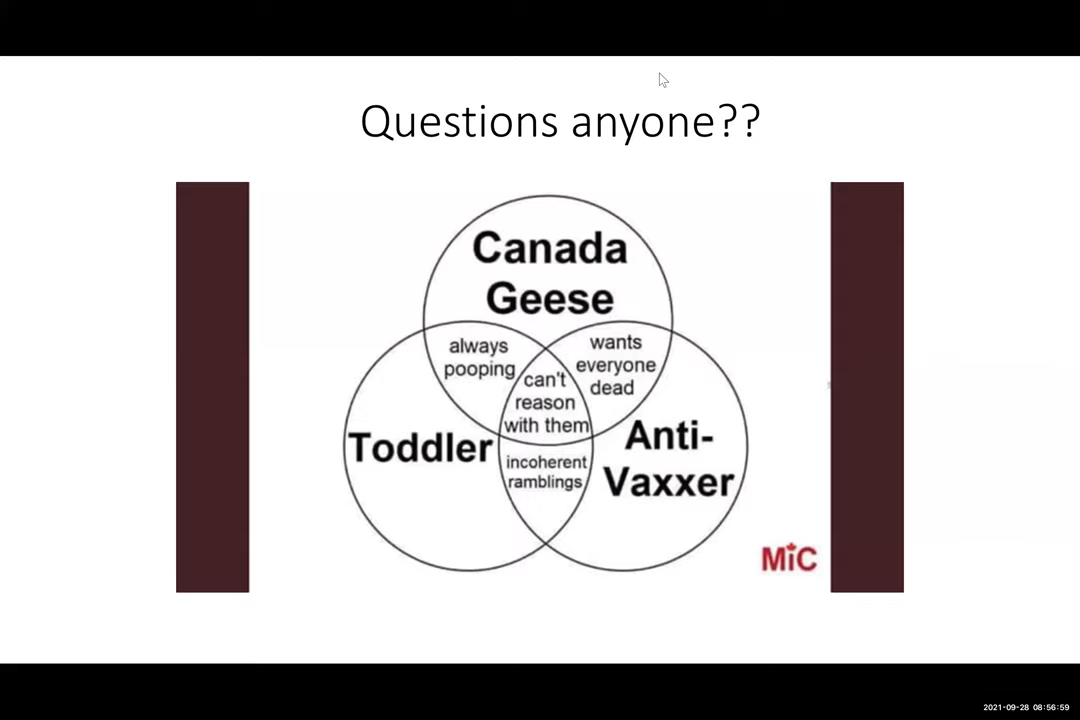 Questions anyone??
Canada
Geese
always
pooping
wants
everyone
dead
can't
reason
with them
Toddler
Anti-
Vaxxer
incoherent
ramblings
MiC
2021-09-28 08:56:59